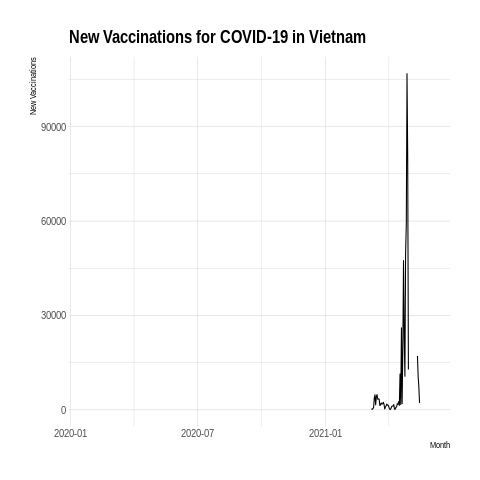 New Vaccinations for COVID-19 in Vietnam
New Vaccinations
90000
60000
30000
0
2020-01 2020-07 2021-01
Month